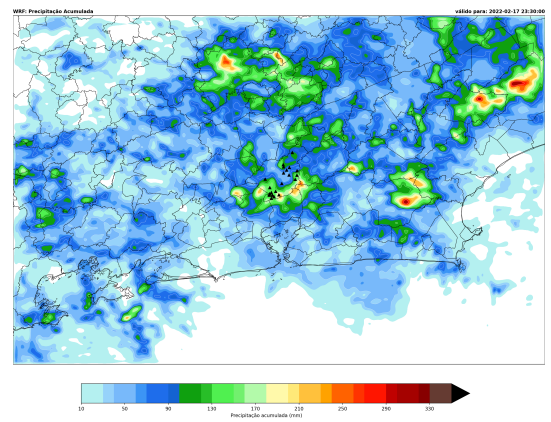 WRF: Precipitação Acumulada válido para: 2022-02-17 23:30:00
10 50 90 130 170 210 250 290 330
Precipitação acumulada (mm)